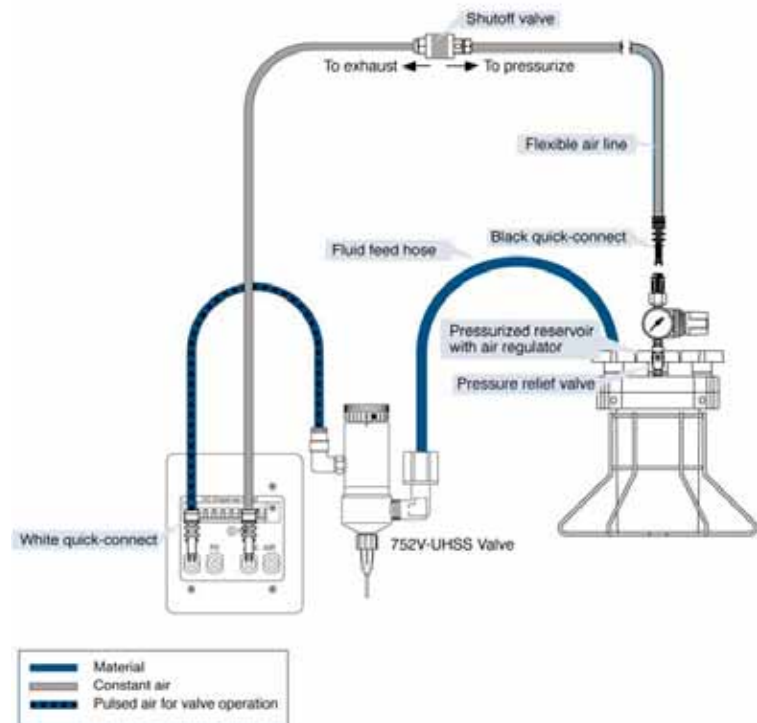 Shutoff valve
To exhaust
To pressurize
Flexible air line
Black quick-connect
Fluid feed hose
Pressurized reservoir
with air regulator
Pressure relief valve
White quick-connect
752V-UHSS Valve
AIR
Material
Constant air
Pulsed air for valve operation